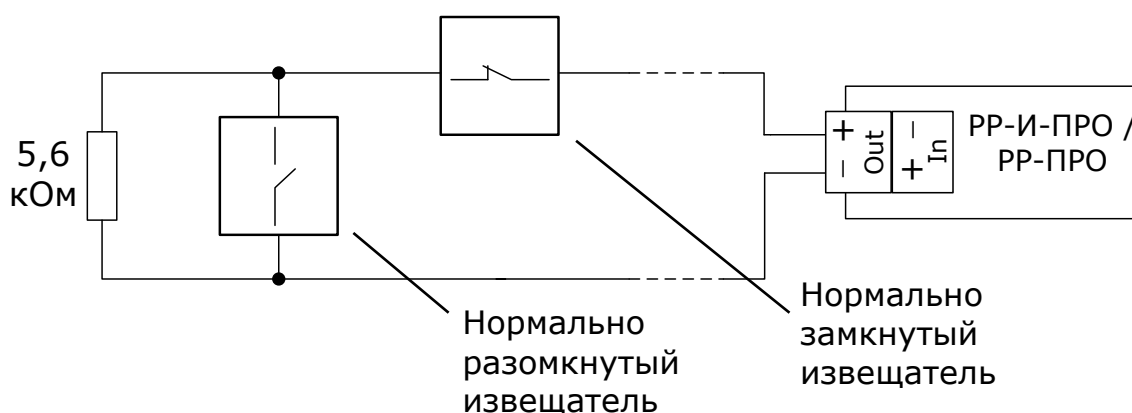 5,6
кОм
+
−
Out
−
+
In
РР-И-ПРО /
РР-ПРО
Нормально
разомкнутый
извещатель
Нормально
замкнутый
извещатель